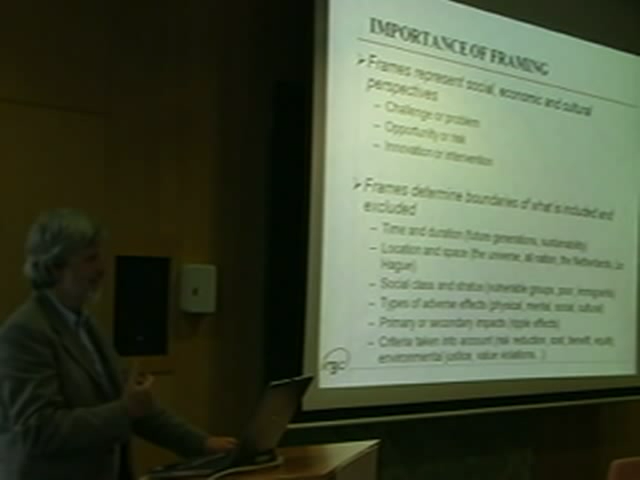 IMPORTANCE OF FRAMING
➤Frames represent social, economic and cultural
perspectives
– Challenge or problem
– Opportunity or risk
– Innovation or intervention
➤Frames determine boundaries of what is included and
excluded
– Time and duration (future generations, sustainability)
– Location and space (the universe, all nation, the Netherlands, La
Hague)
– Social class and stratus (vulnerable groups, poor, immigrants)
– Types of adverse effects (physical, mental, social, cultural)
– Primary or secondary impacts (ripple effects)
– Criteria taken into account (risk reduction, cost, benefit, equity,
environmental justice, value violations...)